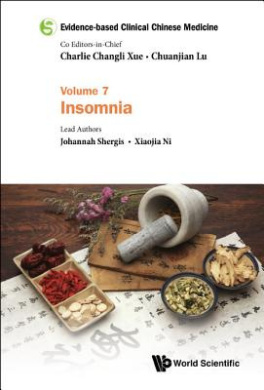 Evidence-based Clinical Chinese Medicine
Co Editors-in-Chief
Charlie Changli Xue • Chuanjian Lu
Volume 7
Insomnia
Lead Authors
Johannah Shergis • Xiaojia Ni
World Scientific